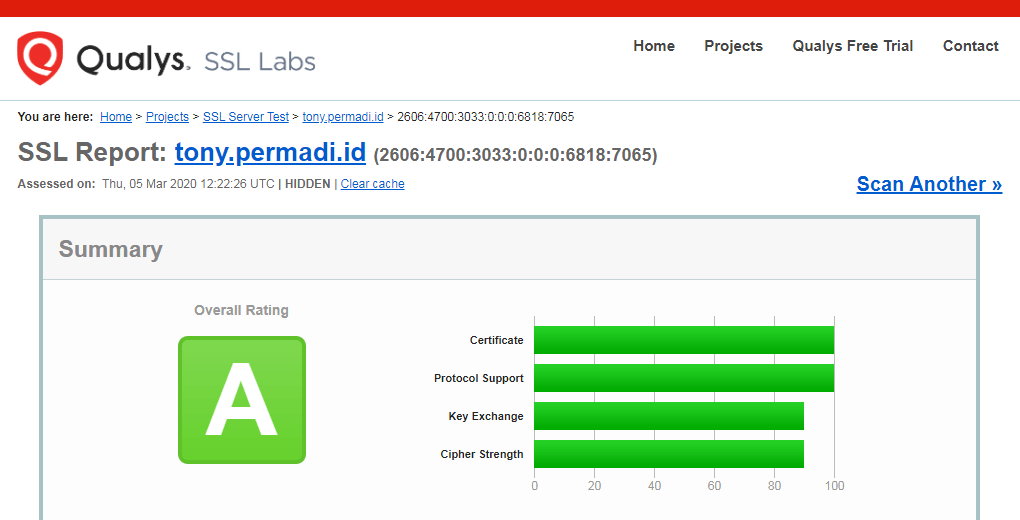 Qualys. SSL Labs
Home Projects Qualys Free Trial Contact
You are here: Home > Projects > SSL Server Test > tony.permadi.id > 2606:4700:3033:0:0:0:6818:7065
SSL Report: tony.permadi.id (2606:4700:3033:0:0:0:6818:7065)
Assessed on: Thu, 05 Mar 2020 12:22:26 UTC | HIDDEN | Clear cache
Scan Another »
Summary
Overall Rating
A
Certificate
Protocol Support
Key Exchange
Cipher Strength
0 20 40 60 80 100